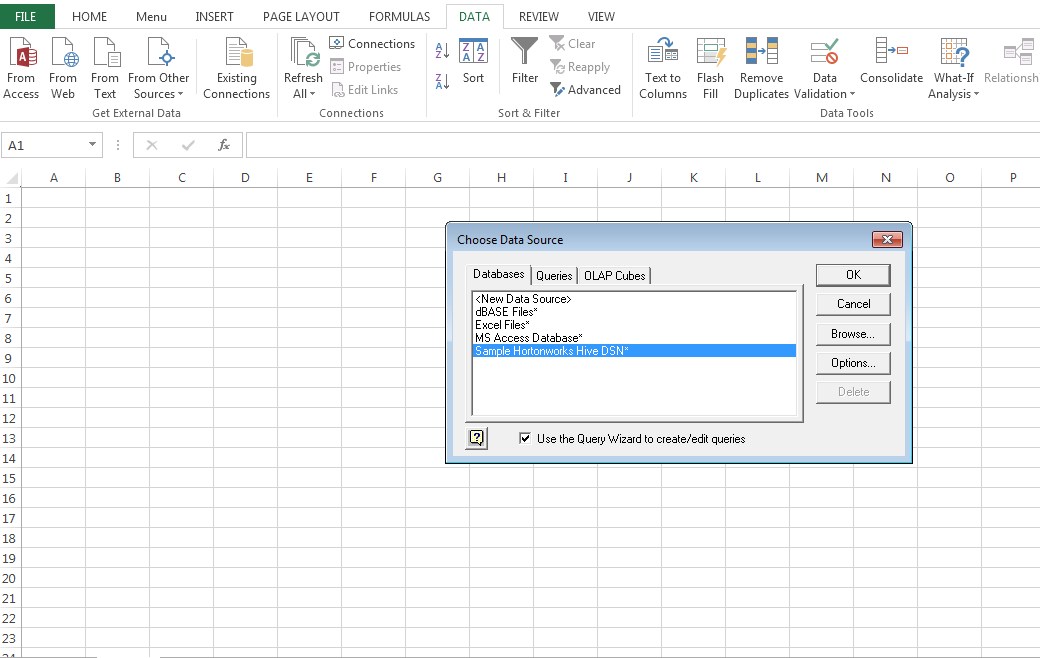 FILE HOME Menu INSERT PAGE LAYOUT FORMULAS DATA REVIEW VIEW
From Access
From Web
From Text
From Other Sources
Existing Connections
Get External Data
Refresh All
Connections
Properties
Edit Links
Connections
A Z
Z A
Z A A Z
Sort
Filter
Clear
Reapply
Advanced
Sort & Filter
Text to Columns
Flash Fill
Remove Duplicates
Data Validation
Consolidate
What-If Analysis
Relationsh
Data Tools
A1
fx
A B C D E F G H I J K L M N O P
1
2
3
4
5
6
7
8
9
10
11
12
13
14
15
16
17
18
19
20
21
22
23
24
Choose Data Source
Databases Queries OLAP Cubes
<New Data Source>
dBASE Files*
Excel Files*
MS Access Database*
Sample Hortonworks Hive DSN*
OK
Cancel
Browse...
Options...
Delete
?
Use the Query Wizard to create/edit queries